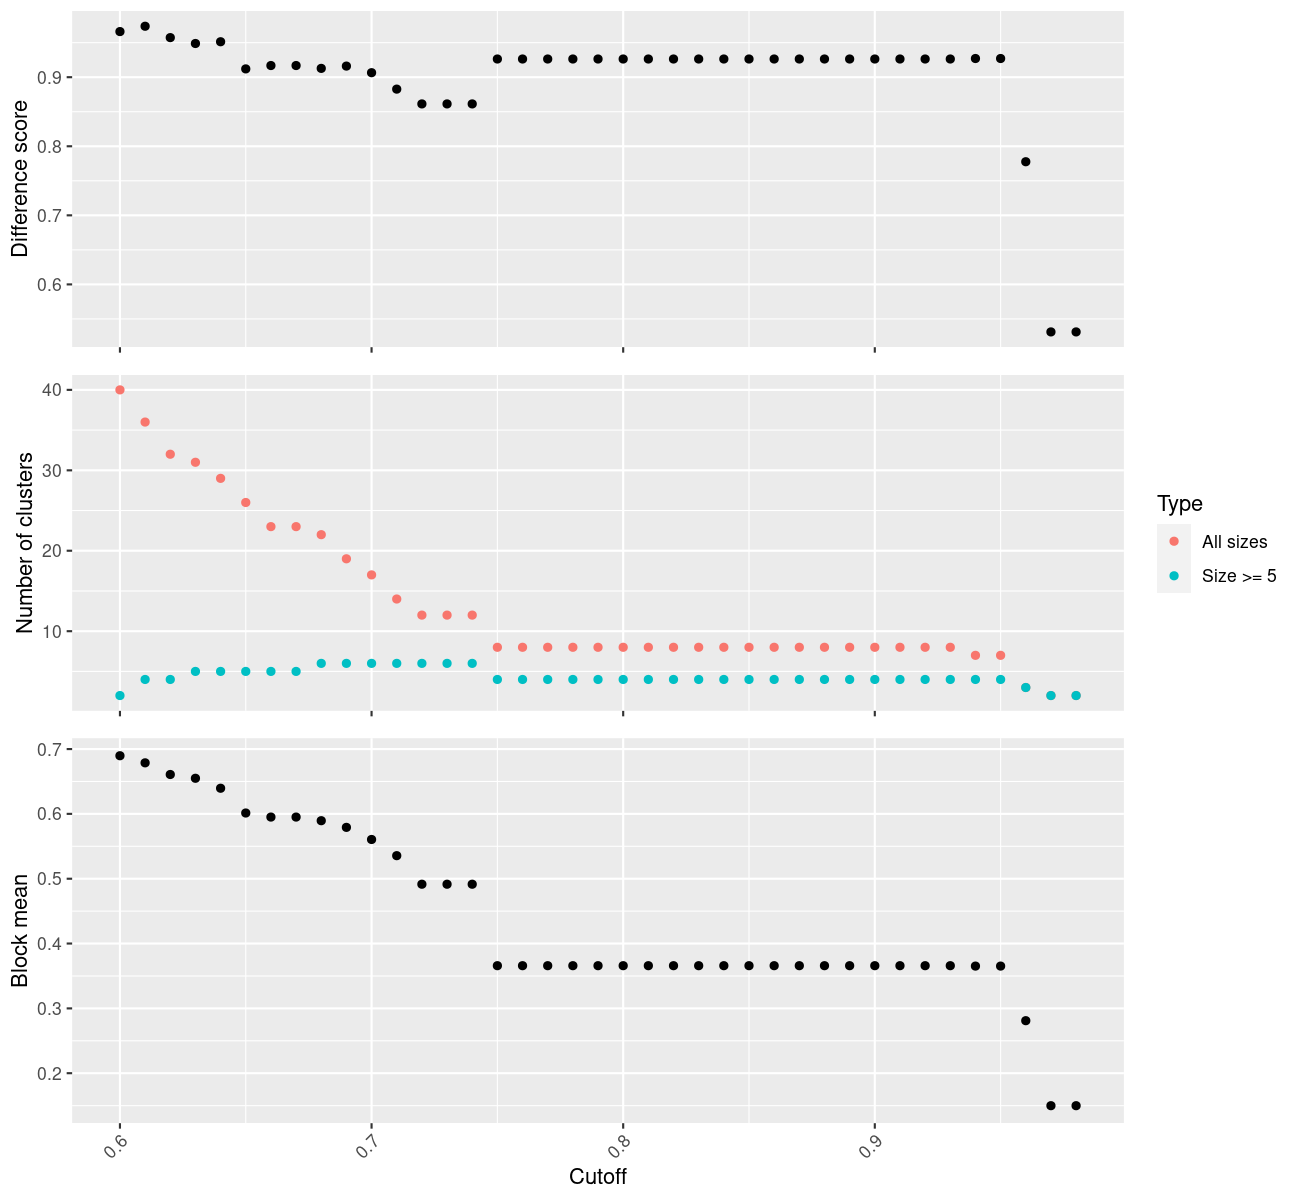 Difference score
0.9
0.8
0.7
0.6
Number of clusters
40
30
20
10
Type
All sizes
Size >= 5
Block mean
0.7
0.6
0.5
0.4
0.3
0.2
0.6
0.7
0.8
0.9
Cutoff